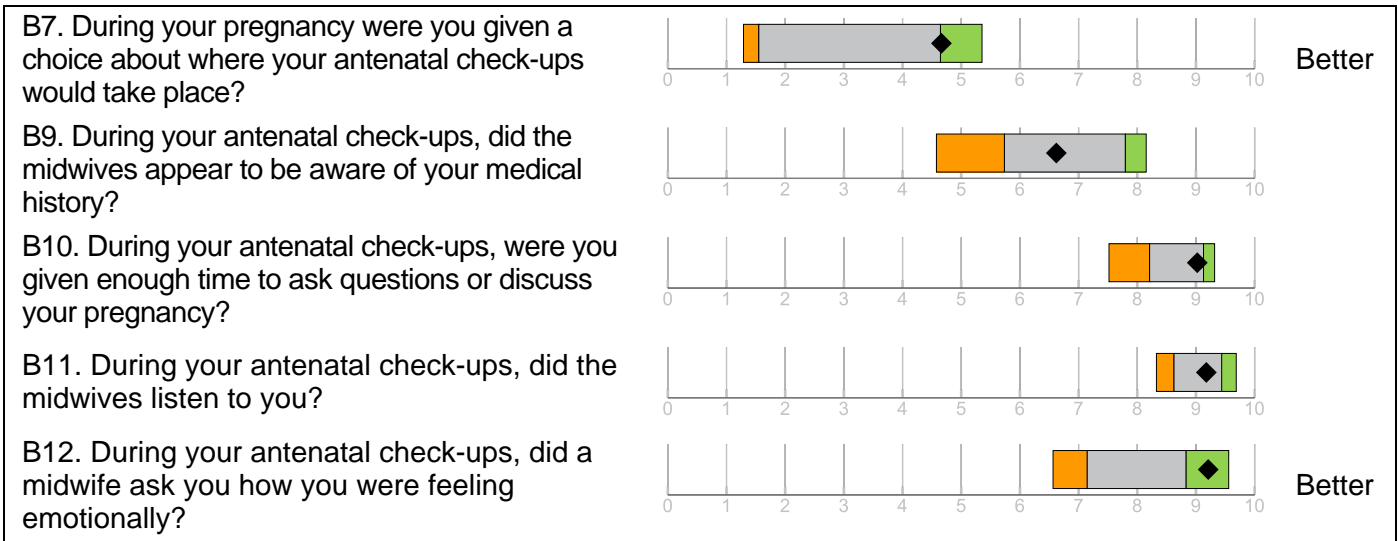 B7. During your pregnancy were you given a
choice about where your antenatal check-ups
would take place?
0 1 2 3 4 5 6 7 8 9 10
Better
B9. During your antenatal check-ups, did the
midwives appear to be aware of your medical
history?
0 1 2 3 4 5 6 7 8 9 10
B10. During your antenatal check-ups, were you
given enough time to ask questions or discuss
your pregnancy?
0 1 2 3 4 5 6 7 8 9 10
B11. During your antenatal check-ups, did the
midwives listen to you?
0 1 2 3 4 5 6 7 8 9 10
B12. During your antenatal check-ups, did a
midwife ask you how you were feeling
emotionally?
0 1 2 3 4 5 6 7 8 9 10
Better